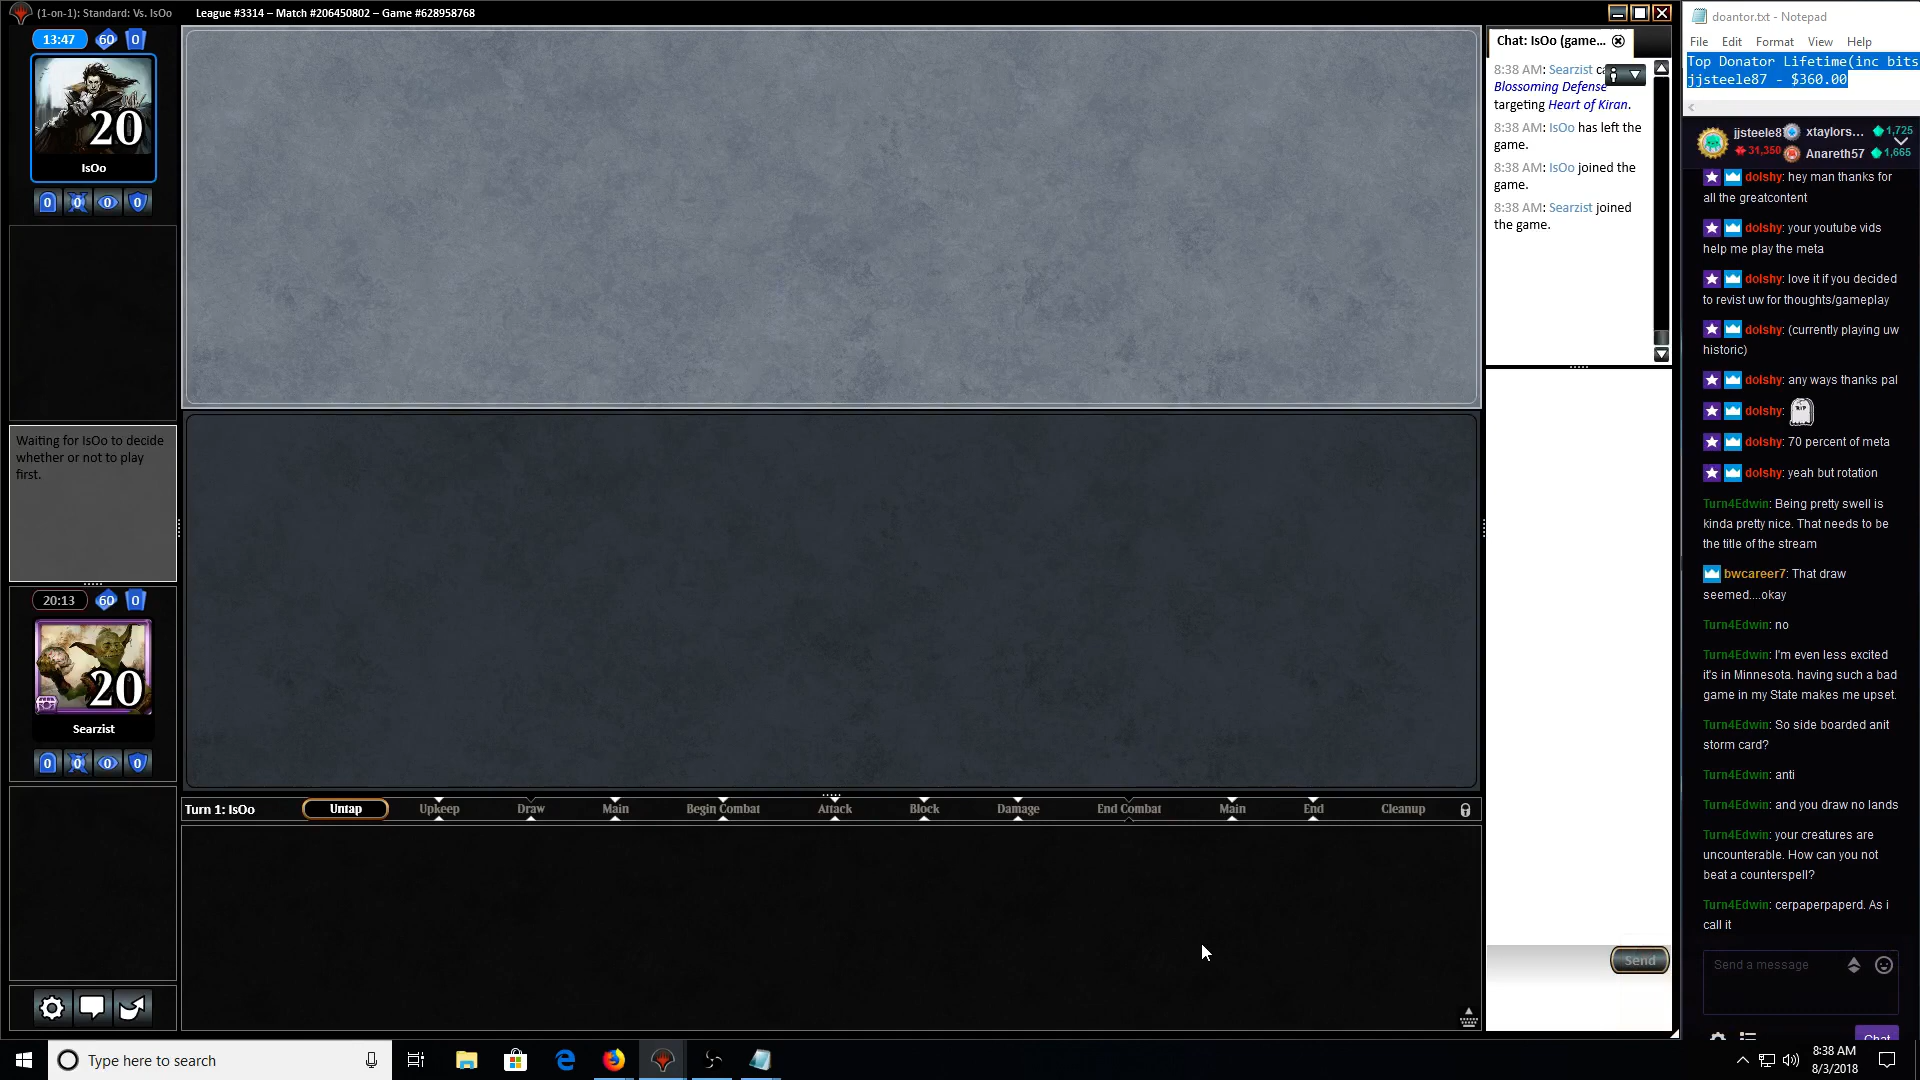 (1-on-1): Standard: Vs. IsOo
League #3314 – Match #206450802 – Game #628958768
13:47
60
0
20
IsOo
0 0 0 0
Waiting for IsOo to decide
whether or not to play
first.
20:13
60
0
20
Searzist
0 0 0 0
Turn 1: IsOo
Untap
Upkeep
Draw
Main
Begin Combat
Attack
Block
Damage
End Combat
Main
End
Cleanup
Chat: IsOo (game...
8:38 AM: Searzist ca
Blossoming Defense
targeting Heart of Kiran.
8:38 AM: IsOo has left the
game.
8:38 AM: IsOo joined the
game.
8:38 AM: Searzist joined
the game.
Send
doantor.txt - Notepad
File Edit Format View Help
Top Donator Lifetime(inc bits
jjsteele87 - $360.00
jjsteele8
31,350
xtaylors... 1,725
Anareth57 1,665
dolshy: hey man thanks for
all the greatcontent
dolshy: your youtube vids
help me play the meta
dolshy: love it if you decided
to revist uw for thoughts/gameplay
dolshy: (currently playing uw
historic)
dolshy: any ways thanks pal
dolshy: RIP
dolshy: 70 percent of meta
dolshy: yeah but rotation
Turn4Edwin: Being pretty swell is
kinda pretty nice. That needs to be
the title of the stream
bwcareer7: That draw
seemed....okay
Turn4Edwin: no
Turn4Edwin: I'm even less excited
it's in Minnesota. having such a bad
game in my State makes me upset.
Turn4Edwin: So side boarded anit
storm card?
Turn4Edwin: anti
Turn4Edwin: and you draw no lands
Turn4Edwin: your creatures are
uncounterable. How can you not
beat a counterspell?
Turn4Edwin: cerpaperpaperd. As i
call it
Send a message
Chat
Type here to search
8:38 AM
8/3/2018